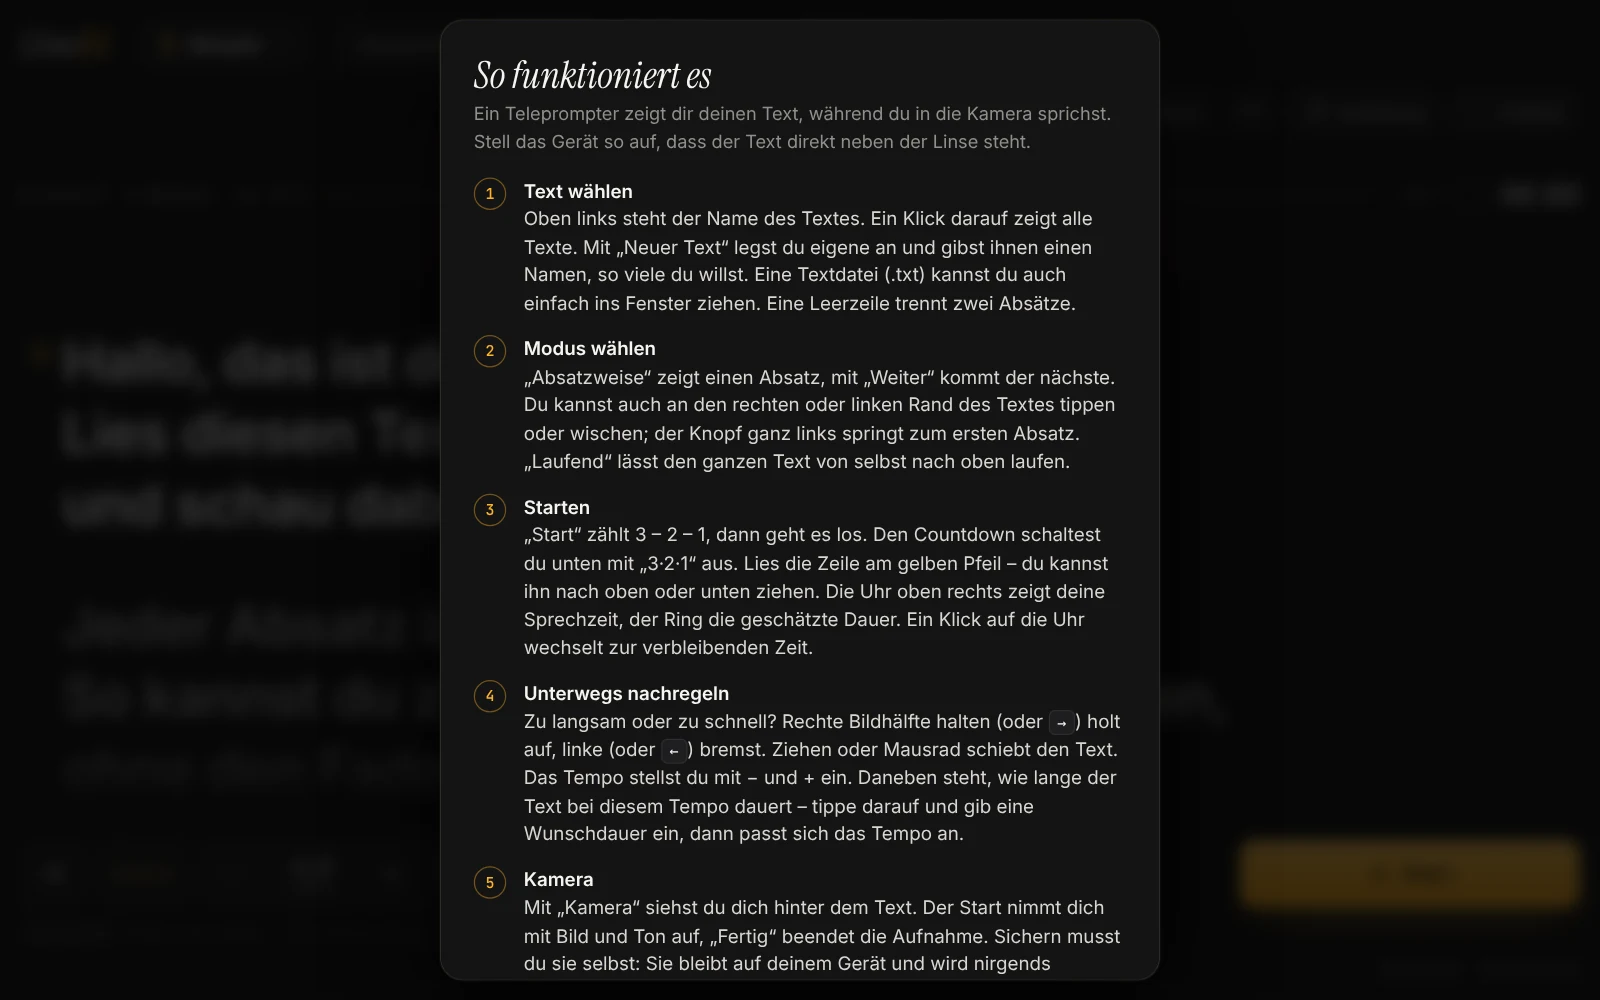 So funktioniert es
Ein Teleprompter zeigt dir deinen Text, während du in die Kamera sprichst.
Stell das Gerät so auf, dass der Text direkt neben der Linse steht.
1 Text wählen
Oben links steht der Name des Textes. Ein Klick darauf zeigt alle
Texte. Mit „Neuer Text“ legst du eigene an und gibst ihnen einen
Namen, so viele du willst. Eine Textdatei (.txt) kannst du auch
einfach ins Fenster ziehen. Eine Leerzeile trennt zwei Absätze.
2 Modus wählen
„Absatzweise“ zeigt einen Absatz, mit „Weiter“ kommt der nächste.
Du kannst auch an den rechten oder linken Rand des Textes tippen
oder wischen; der Knopf ganz links springt zum ersten Absatz.
„Laufend“ lässt den ganzen Text von selbst nach oben laufen.
3 Starten
„Start“ zählt 3 – 2 – 1, dann geht es los. Den Countdown schaltest
du unten mit „3·2·1“ aus. Lies die Zeile am gelben Pfeil – du kannst
ihn nach oben oder unten ziehen. Die Uhr oben rechts zeigt deine
Sprechzeit, der Ring die geschätzte Dauer. Ein Klick auf die Uhr
wechselt zur verbleibenden Zeit.
4 Unterwegs nachregeln
Zu langsam oder zu schnell? Rechte Bildhälfte halten (oder →) holt
auf, linke (oder ←) bremst. Ziehen oder Mausrad schiebt den Text.
Das Tempo stellst du mit − und + ein. Daneben steht, wie lange der
Text bei diesem Tempo dauert – tippe darauf und gib eine
Wunschdauer ein, dann passt sich das Tempo an.
5 Kamera
Mit „Kamera“ siehst du dich hinter dem Text. Der Start nimmt dich
mit Bild und Ton auf, „Fertig“ beendet die Aufnahme. Sichern musst
du sie selbst: Sie bleibt auf deinem Gerät und wird nirgends
Hallo, das ist
Lies diesen
und schau
Jeder Absatz
So kannst du